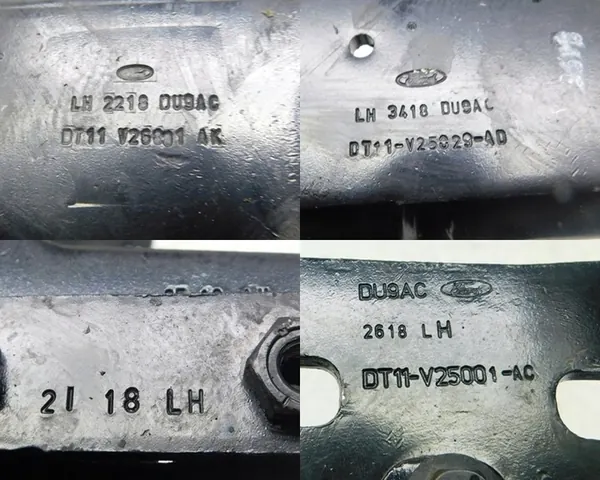 LH 2218 DU9AC
DT11 V26001 AK
LH 3418 DU9AC
DT11-V25029-AD
21 18 LH
DU9AC Ford
2618 LH
DT11-V25001-AC